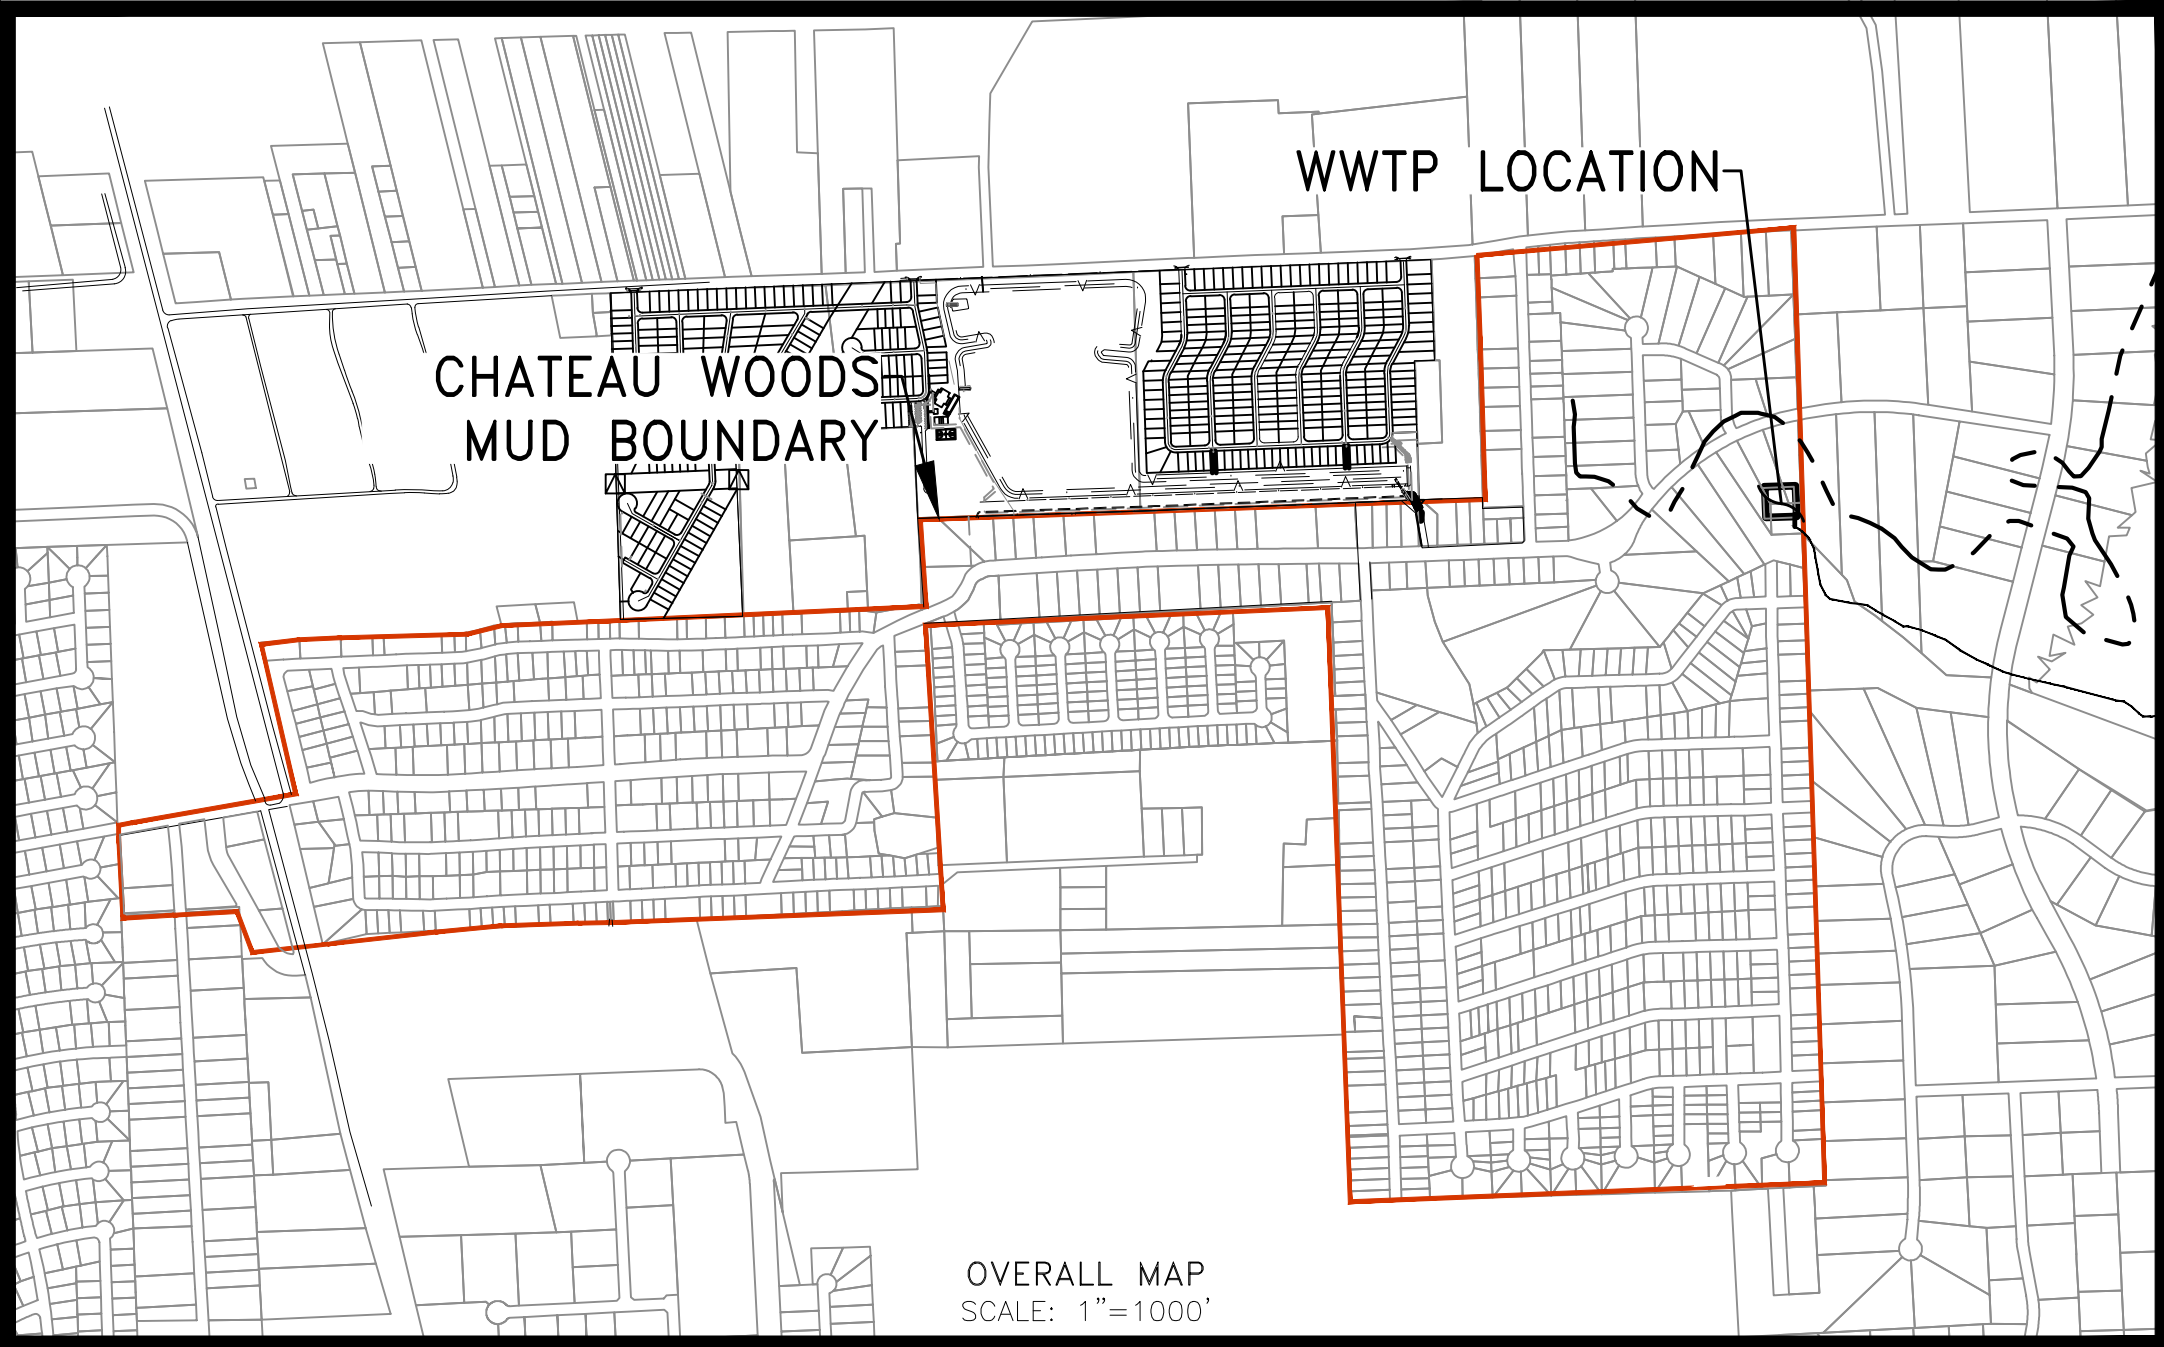 WWTP LOCATION
CHATEAU WOODS
MUD BOUNDARY
OVERALL MAP
SCALE: 1"=1000'